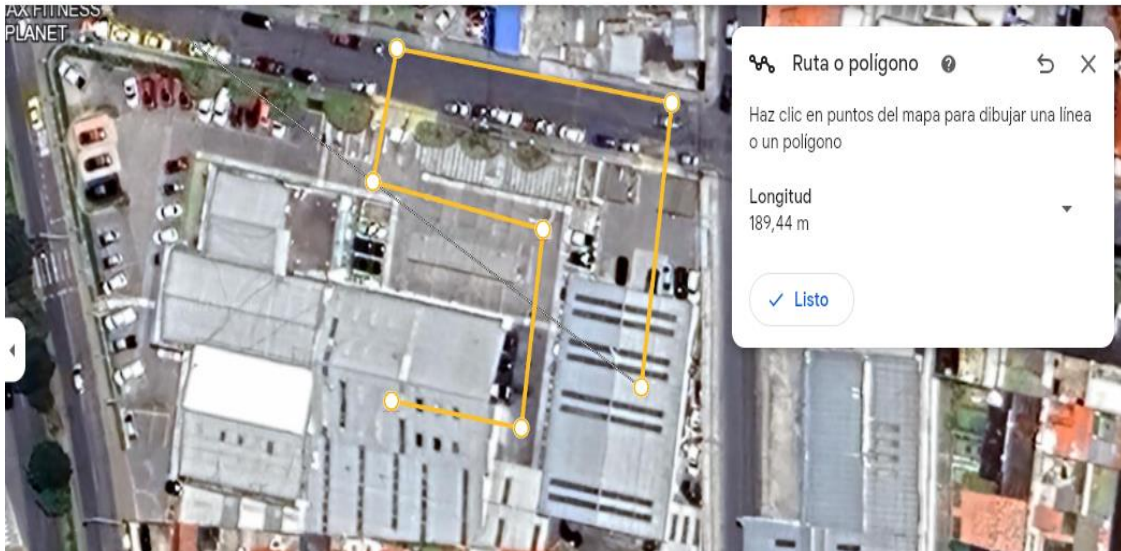 AX FITNESS
PLANET
Ruta o polígono
Haz clic en puntos del mapa para dibujar una línea
o un polígono
Longitud
189,44 m
Listo